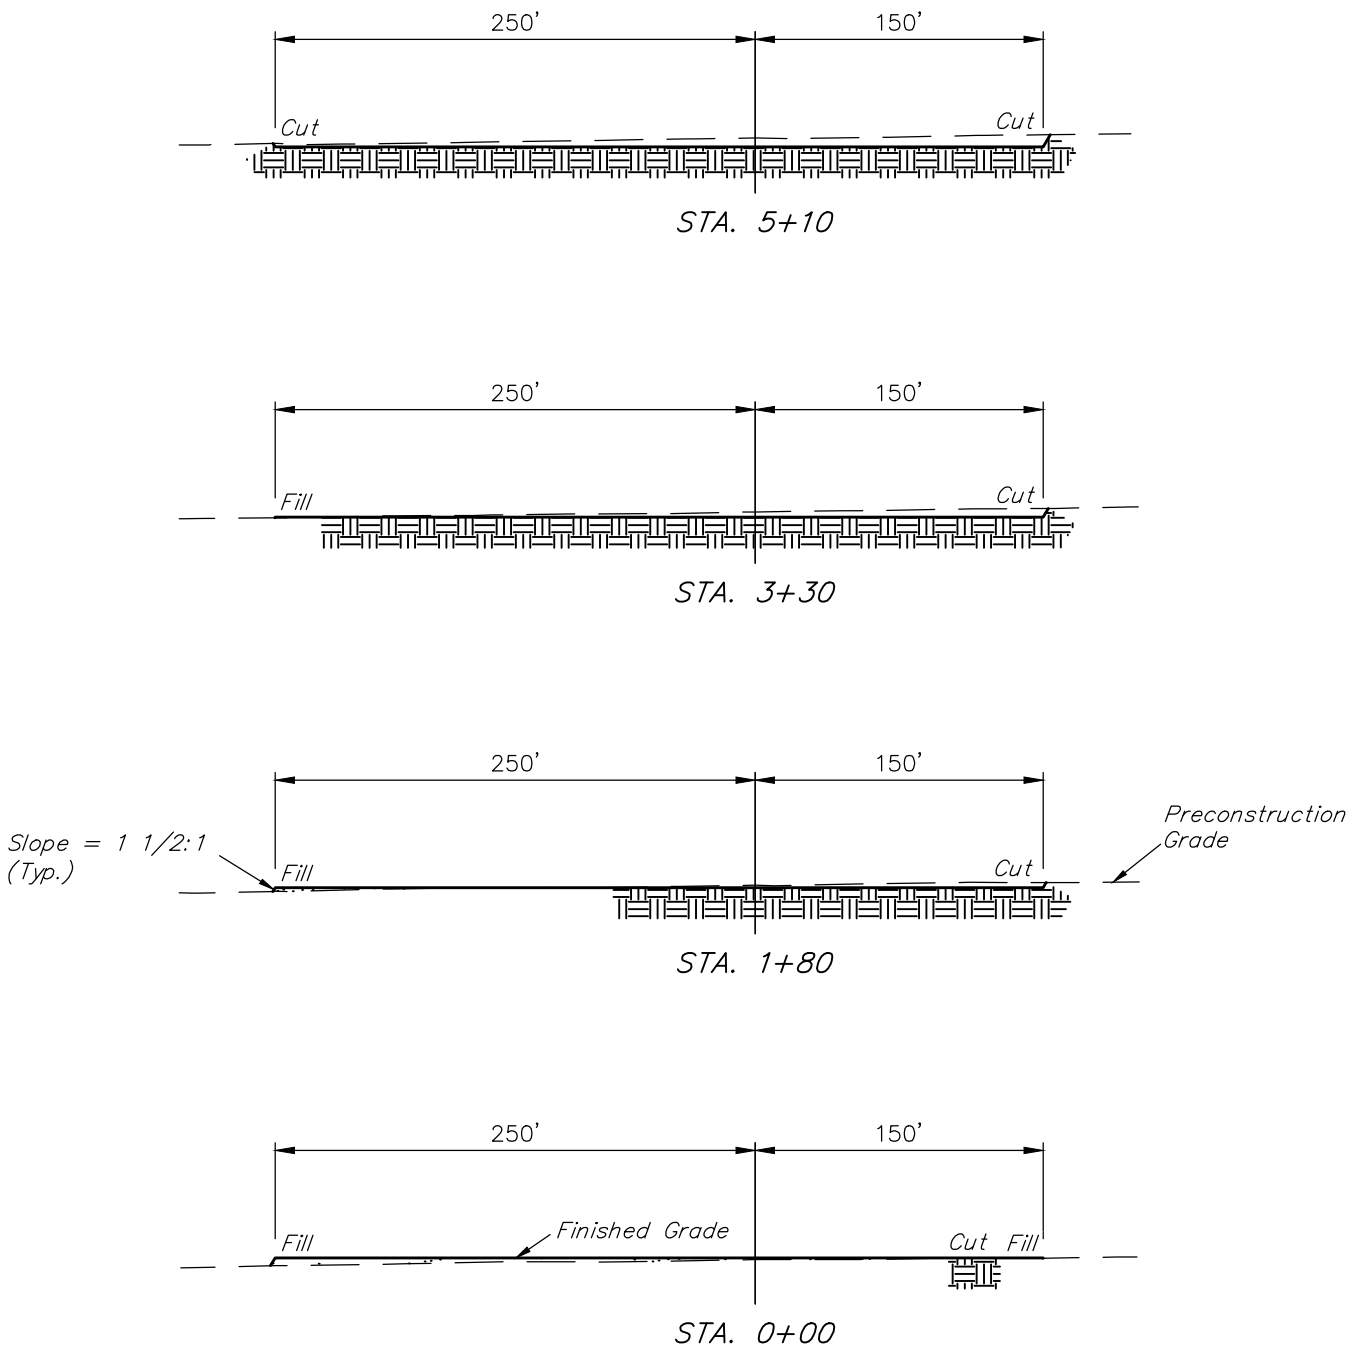 250' 150'
Cut Cut
STA. 5+10
250' 150'
Fill Cut
STA. 3+30
250' 150'
Preconstruction
Grade
Slope = 1 1/2:1
(Typ.)
Fill Cut
STA. 1+80
250' 150'
Finished Grade
Fill Cut Fill
STA. 0+00